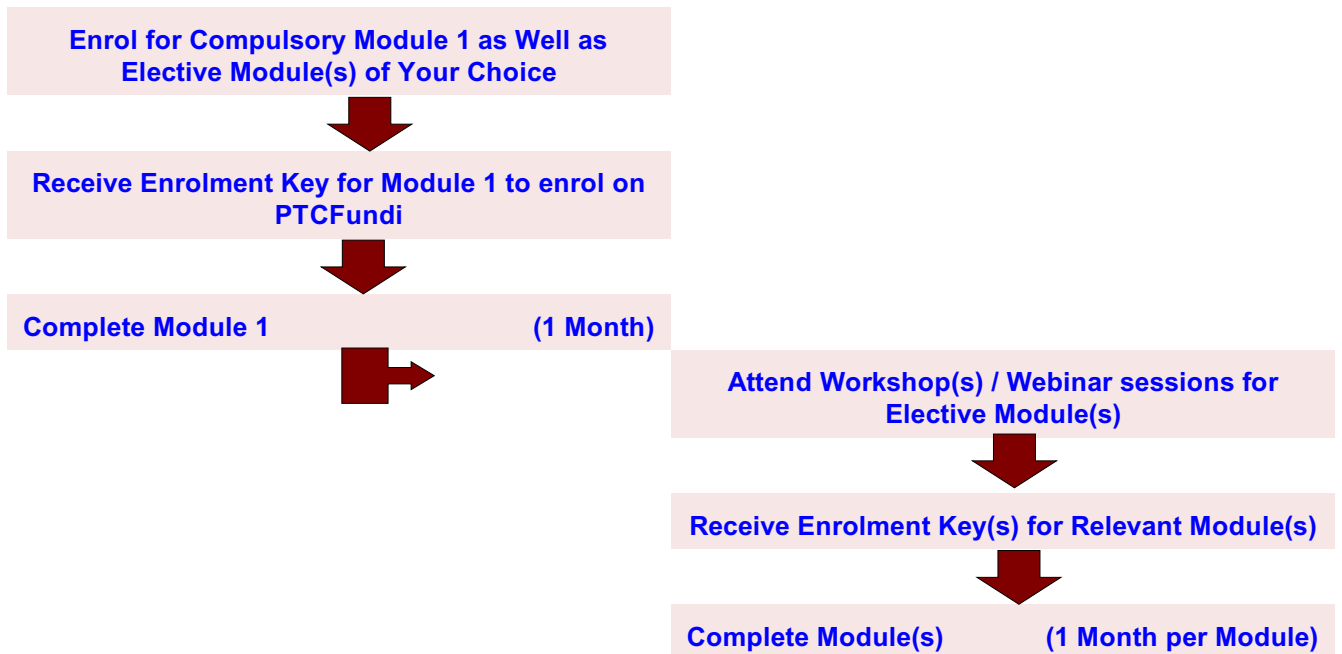 Enrol for Compulsory Module 1 as Well as
Elective Module(s) of Your Choice
Receive Enrolment Key for Module 1 to enrol on
PTCFundi
Complete Module 1 (1 Month)
Attend Workshop(s) / Webinar sessions for
Elective Module(s)
Receive Enrolment Key(s) for Relevant Module(s)
Complete Module(s) (1 Month per Module)